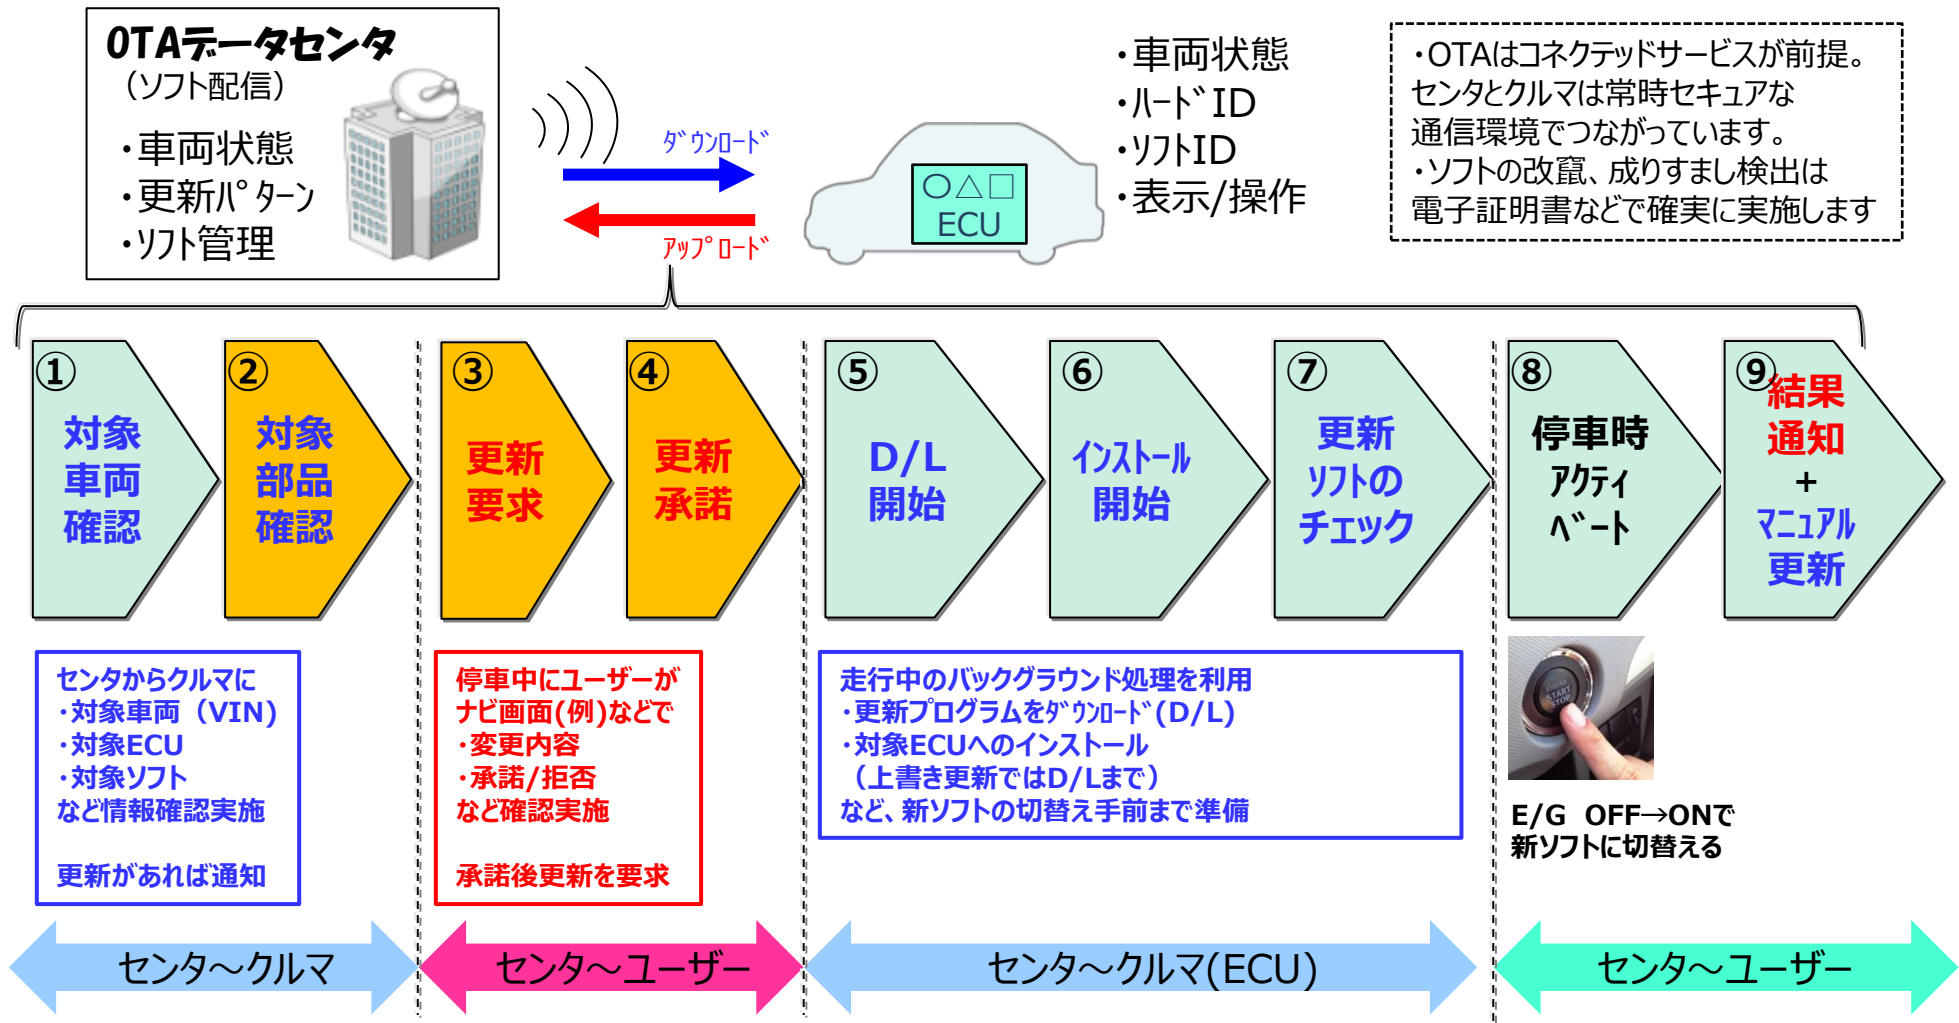 OTAデータセンタ
（ソフト配信）
・車両状態
・更新ﾊﾟﾀｰﾝ
・ｿﾌﾄ管理
ﾀﾞｳﾝﾛｰﾄﾞ
ｱｯﾌﾟﾛｰﾄﾞ
〇△□
ECU
・車両状態
・ﾊｰﾄﾞID
・ｿﾌﾄID
・表示/操作
・OTAはコネクテッドサービスが前提。
センタとクルマは常時セキュアな
通信環境でつながっています。
・ソフトの改竄、成りすまし検出は
電子証明書などで確実に実施します
①
対象
車両
確認
②
対象
部品
確認
③
更新
要求
④
更新
承諾
⑤
D/L
開始
⑥
ｲﾝｽﾄｰﾙ
開始
⑦
更新
ｿﾌﾄの
チェック
⑧
停車時
ｱｸﾃｨ
ﾍﾞｰﾄ
⑨
結果
通知
+
ﾏﾆｭｱﾙ
更新
センタからクルマに
・対象車両（VIN)
・対象ECU
・対象ソフト
など情報確認実施
更新があれば通知
停車中にユーザーが
ナビ画面(例)などで
・変更内容
・承諾/拒否
など確認実施
承諾後更新を要求
走行中のバックグラウンド処理を利用
・更新プログラムをﾀﾞｳﾝﾛｰﾄﾞ(D/L)
・対象ECUへのインストール
（上書き更新ではD/Lまで）
など、新ソフトの切替え手前まで準備
START
STOP
E/G　OFF→ONで
新ソフトに切替える
センタ～クルマ
センタ～ユーザー
センタ～クルマ(ECU)
センタ～ユーザー